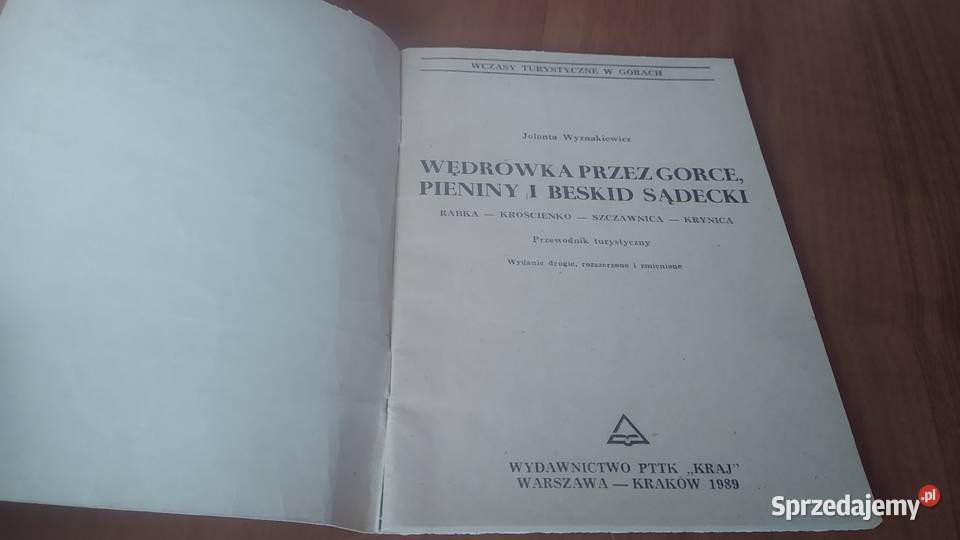 WCZASY TURYSTYCZNE W GÓRACH
Jolanta Wyznakiewicz
WĘDRÓWKA PRZEZ GORCE,
PIENINY I BESKID SĄDECKI
RABKA — KROŚCIENKO — SZCZAWNICA — KRYNICA
Przewodnik turystyczny
Wydanie drugie, rozszerzone i zmienione
WYDAWNICTWO PTTK „KRAJ”
WARSZAWA — KRAKÓW 1989
Sprzedajemy.pl